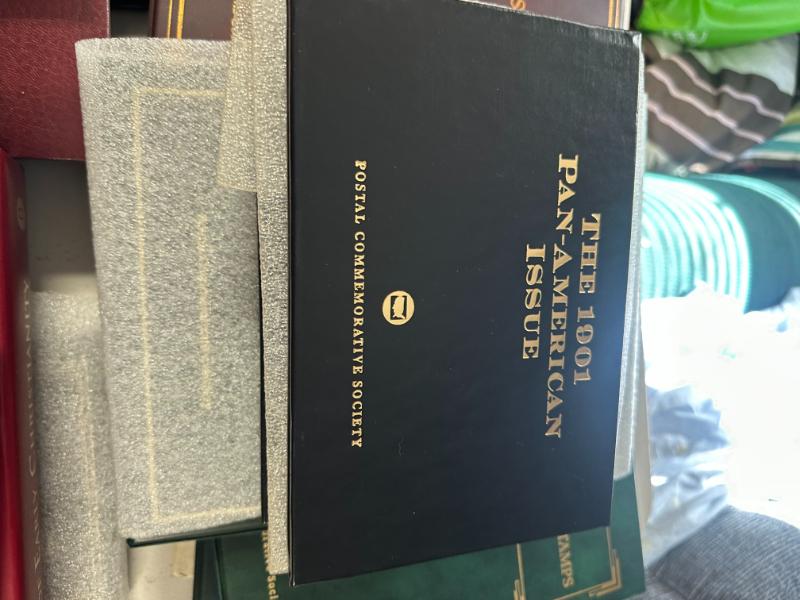 THE 1901
PAN-AMERICAN
ISSUE
POSTAL COMMEMORATIVE SOCIETY